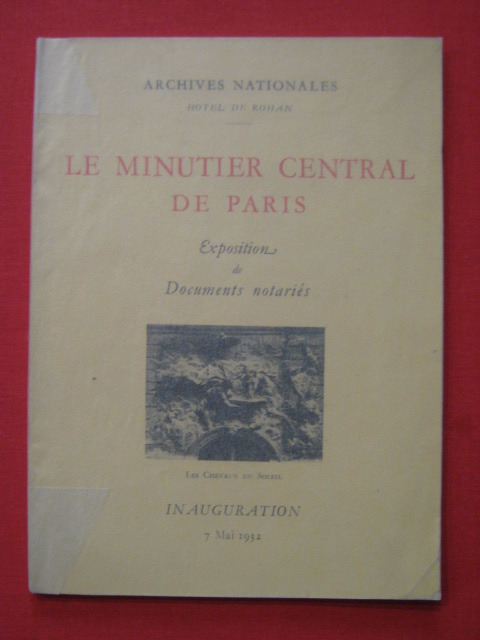 ARCHIVES NATIONALES
HOTEL DE ROHAN
LE MINUTIER CENTRAL
DE PARIS
Exposition
de
Documents notariés
Les Chevaux du Soleil
INAUGURATION
7 Mai 1932